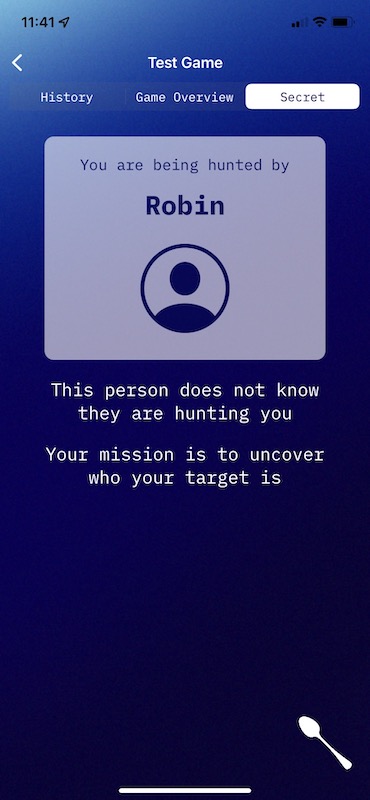 11:41
Test Game
History Game Overview Secret
You are being hunted by
Robin
This person does not know
they are hunting you
Your mission is to uncover
who your target is